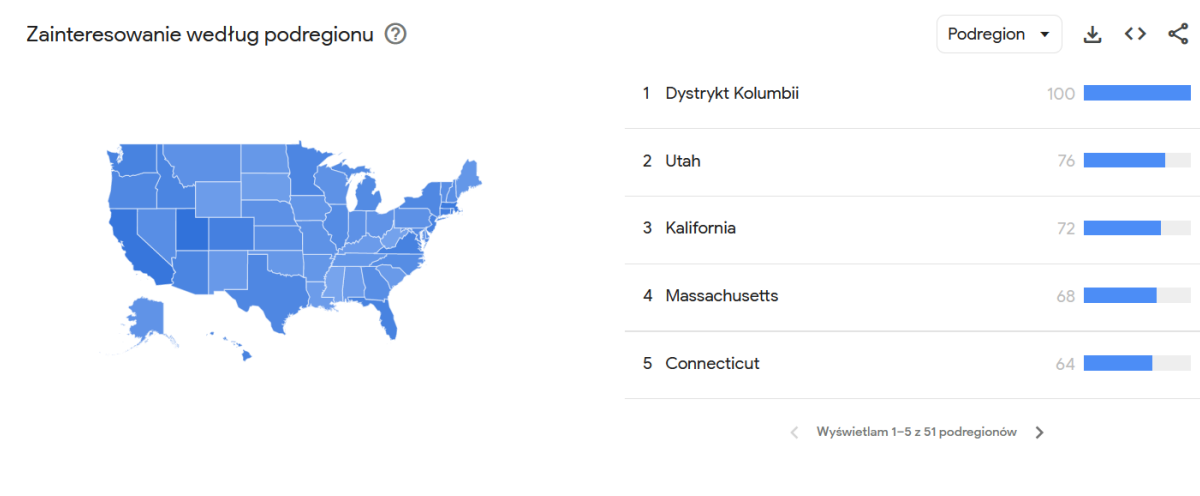 Zainteresowanie według podregionu
Podregion
1 Dystrykt Kolumbii 100
2 Utah 76
3 Kalifornia 72
4 Massachusetts 68
5 Connecticut 64
Wyświetlam 1–5 z 51 podregionów